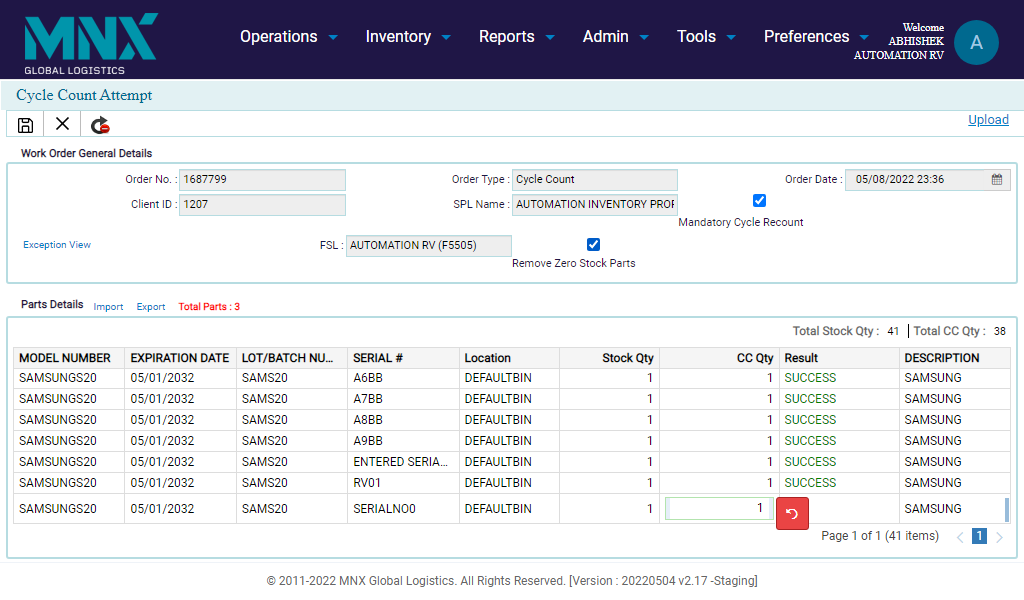 MNX
GLOBAL LOGISTICS
Operations Inventory Reports Admin Tools Preferences
Welcome
ABHISHEK
AUTOMATION RV
A
Cycle Count Attempt
Upload
Work Order General Details
Order No. : 1687799 Order Type : Cycle Count Order Date : 05/08/2022 23:36
Client ID : 1207 SPL Name : AUTOMATION INVENTORY PROF
Mandatory Cycle Recount
Exception View FSL : AUTOMATION RV (F5505)
Remove Zero Stock Parts
Parts Details Import Export Total Parts : 3
Total Stock Qty : 41 Total CC Qty : 38
MODEL NUMBER EXPIRATION DATE LOT/BATCH NU... SERIAL # Location Stock Qty CC Qty Result DESCRIPTION
SAMSUNGS20 05/01/2032 SAMS20 A6BB DEFAULTBIN 1 1 SUCCESS SAMSUNG
SAMSUNGS20 05/01/2032 SAMS20 A7BB DEFAULTBIN 1 1 SUCCESS SAMSUNG
SAMSUNGS20 05/01/2032 SAMS20 A8BB DEFAULTBIN 1 1 SUCCESS SAMSUNG
SAMSUNGS20 05/01/2032 SAMS20 A9BB DEFAULTBIN 1 1 SUCCESS SAMSUNG
SAMSUNGS20 05/01/2032 SAMS20 ENTERED SERIA... DEFAULTBIN 1 1 SUCCESS SAMSUNG
SAMSUNGS20 05/01/2032 SAMS20 RV01 DEFAULTBIN 1 1 SUCCESS SAMSUNG
SAMSUNGS20 05/01/2032 SAMS20 SERIALNO0 DEFAULTBIN 1 1 SAMSUNG
Page 1 of 1 (41 items) 1
© 2011-2022 MNX Global Logistics. All Rights Reserved. [Version : 20220504 v2.17 -Staging]